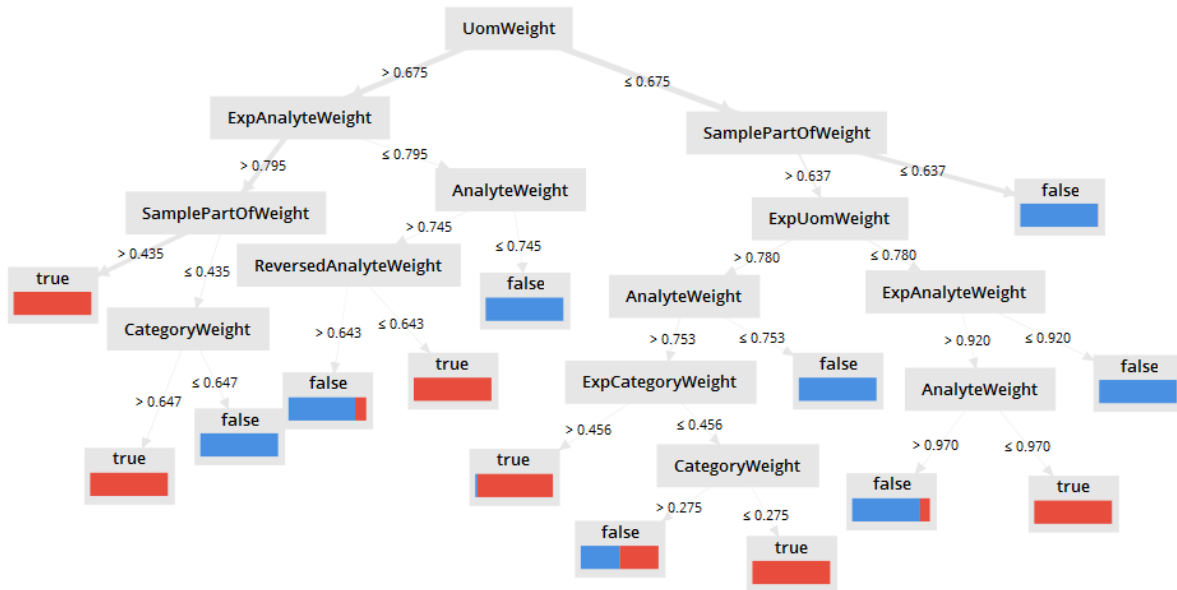 UomWeight
> 0.675
≤ 0.675
ExpAnalyteWeight
SamplePartOfWeight
> 0.795
≤ 0.795
> 0.637
≤ 0.637
SamplePartOfWeight
AnalyteWeight
ExpUomWeight
false
> 0.435
≤ 0.435
> 0.745
≤ 0.745
> 0.780
≤ 0.780
true
CategoryWeight
ReversedAnalyteWeight
false
AnalyteWeight
ExpAnalyteWeight
> 0.647
≤ 0.647
> 0.643
≤ 0.643
> 0.753
≤ 0.753
> 0.920
≤ 0.920
true
false
false
true
ExpCategoryWeight
false
AnalyteWeight
false
> 0.456
≤ 0.456
> 0.970
≤ 0.970
true
CategoryWeight
false
true
> 0.275
≤ 0.275
false
true